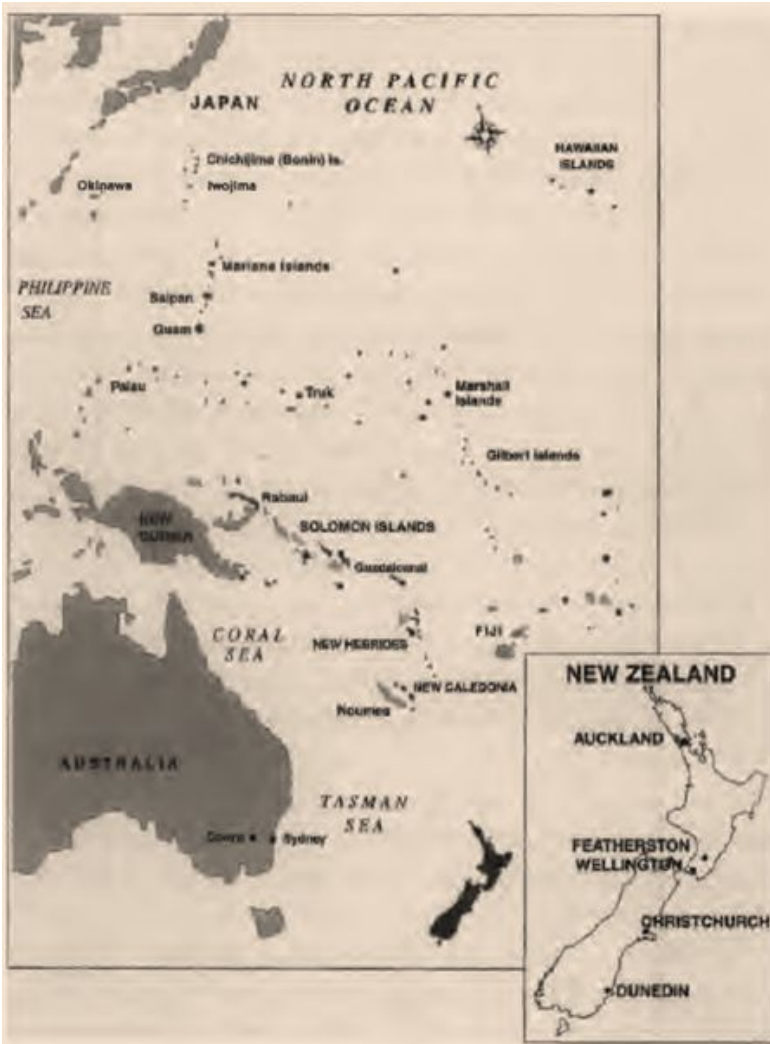 NORTH PACIFIC
OCEAN
JAPAN
HAWAIIAN
ISLANDS
Chichijima (Bonin) Is.
Okinawa
Iwojima
Mariana Islands
PHILIPPINE
SEA
Saipan
Guam
Palau
Truk
Marshall
Islands
Gilbert Islands
Rabaul
NEW
GUINEA
SOLOMON ISLANDS
Guadalcanal
CORAL
SEA
NEW HEBRIDES
FIJI
NEW CALEDONIA
Noumea
AUSTRALIA
TASMAN
SEA
Cowra
Sydney
NEW ZEALAND
AUCKLAND
FEATHERSTON
WELLINGTON
CHRISTCHURCH
DUNEDIN